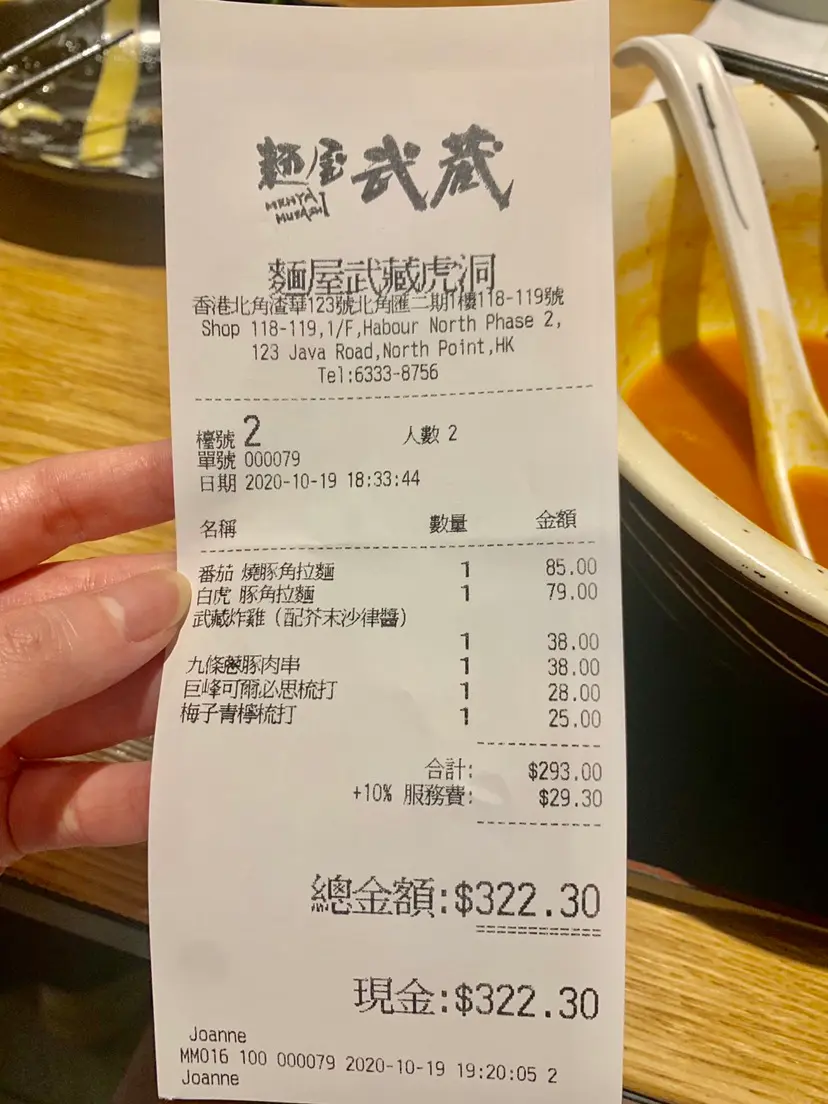 麵屋武蔵
MENYA
MUSASHI
麵屋武藏虎洞
香港北角渣華123號北角匯二期1樓118-119號
Shop 118-119,1/F,Habour North Phase 2,
123 Java Road,North Point,HK
Tel:6333-8756
檯號 2 人數 2
單號 000079
日期 2020-10-19 18:33:44
名稱 數量 金額
番茄 燒豚角拉麵 1 85.00
白虎 豚角拉麵 1 79.00
武藏炸雞(配芥末沙律醬)
1 38.00
九條蔥豚肉串 1 38.00
巨峰可爾必思梳打 1 28.00
梅子青檸梳打 1 25.00
合計: $293.00
+10% 服務費: $29.30
總金額:$322.30
現金:$322.30
Joanne
MM016 100 000079 2020-10-19 19:20:05 2
Joanne